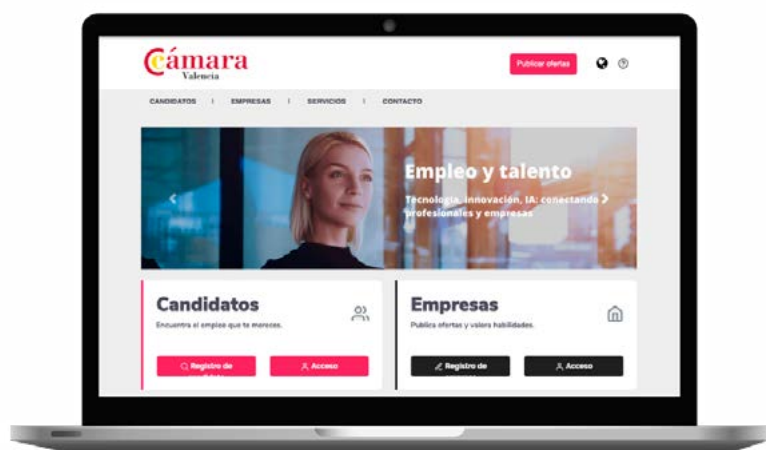 Cámara
Valencia
Publicar ofertas
CANDIDATOS | EMPRESAS | SERVICIOS | CONTACTO
Empleo y talento
Tecnología, innovación, IA: conectando
profesionales y empresas
Candidatos
Encuentra el empleo que te mereces.
Registro de
Acceso
Empresas
Publica ofertas y valora habilidades.
Registro de
Acceso